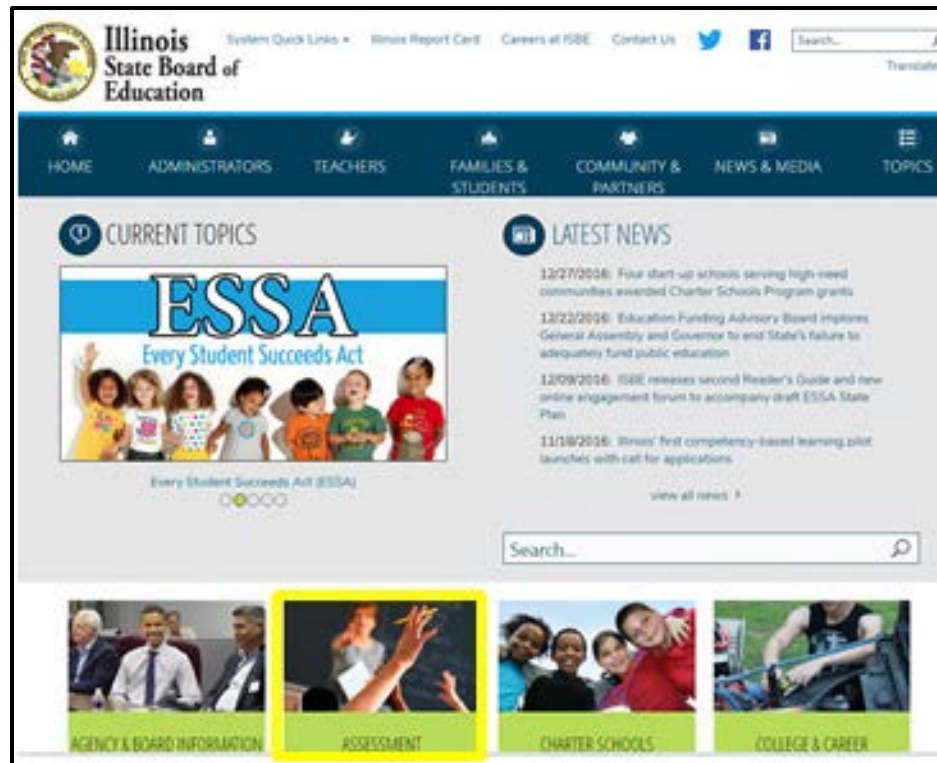 Illinois
State Board of
Education
System Quick Links
Illinois Report Card
Careers at ISBE
Contact Us
Search...
Translate
HOME
ADMINISTRATORS
TEACHERS
FAMILIES &
STUDENTS
COMMUNITY &
PARTNERS
NEWS & MEDIA
TOPICS
CURRENT TOPICS
ESSA
Every Student Succeeds Act
Every Student Succeeds Act (ESSA)
LATEST NEWS
12/27/2016: Four start-up schools serving high-need
communities awarded Charter Schools Program grants
12/22/2016: Education Funding Advisory Board implores
General Assembly and Governor to end State's failure to
adequately fund public education
12/09/2016: ISBE releases second Reader's Guide and new
online engagement forum to accompany draft ESSA State
Plan
11/18/2016: Illinois' first competency-based learning pilot
launches with call for applications
view all news
Search...
AGENCY & BOARD INFORMATION
ASSESSMENT
CHARTER SCHOOLS
COLLEGE & CAREER